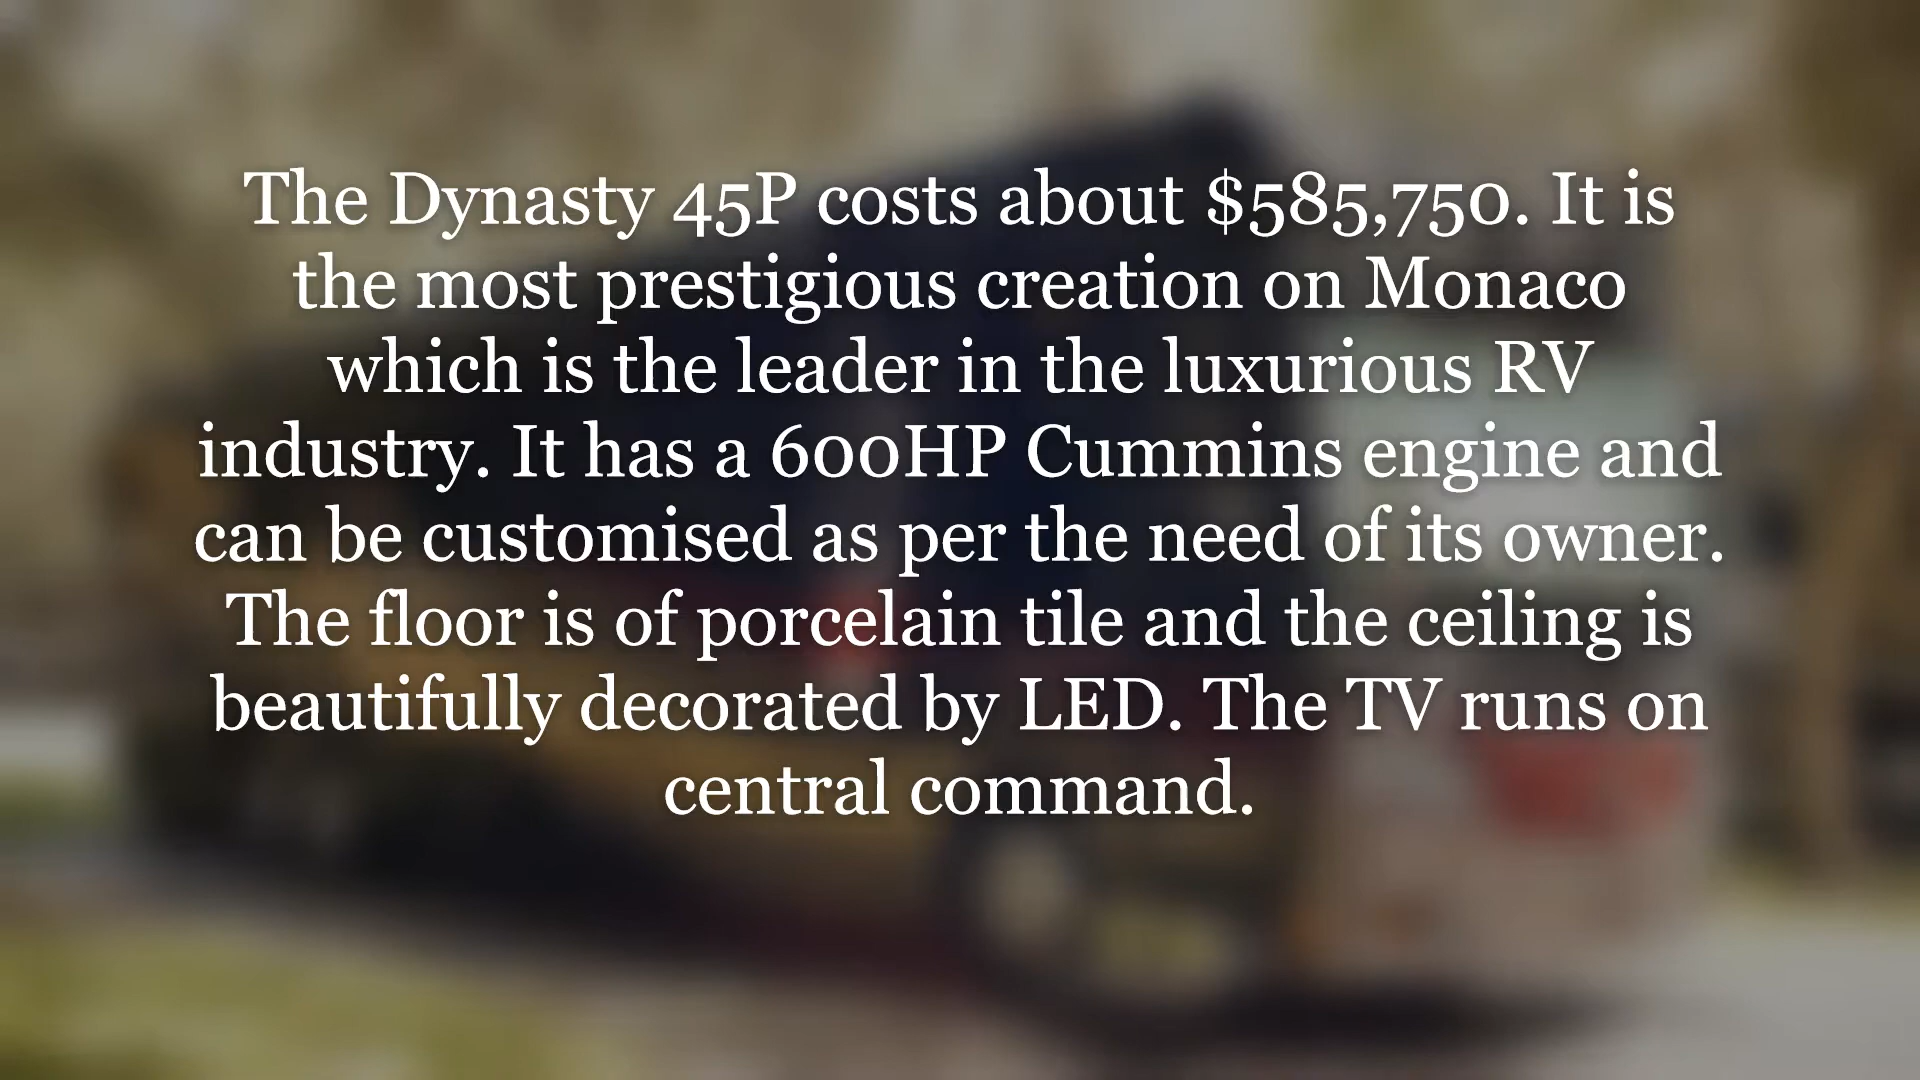 The Dynasty 45P costs about $585,750. It is
the most prestigious creation on Monaco
which is the leader in the luxurious RV
industry. It has a 600HP Cummins engine and
can be customised as per the need of its owner.
The floor is of porcelain tile and the ceiling is
beautifully decorated by LED. The TV runs on
central command.